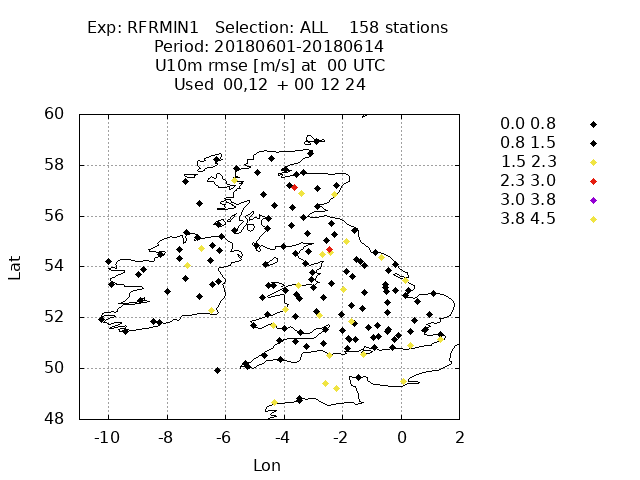 Exp: RFRMIN1 Selection: ALL 158 stations
Period: 20180601-20180614
U10m rmse [m/s] at 00 UTC
Used 00,12 + 00 12 24
60
58
56
54
52
50
48
Lat
-10 -8 -6 -4 -2 0 2
Lon
0.0 0.8
0.8 1.5
1.5 2.3
2.3 3.0
3.0 3.8
3.8 4.5